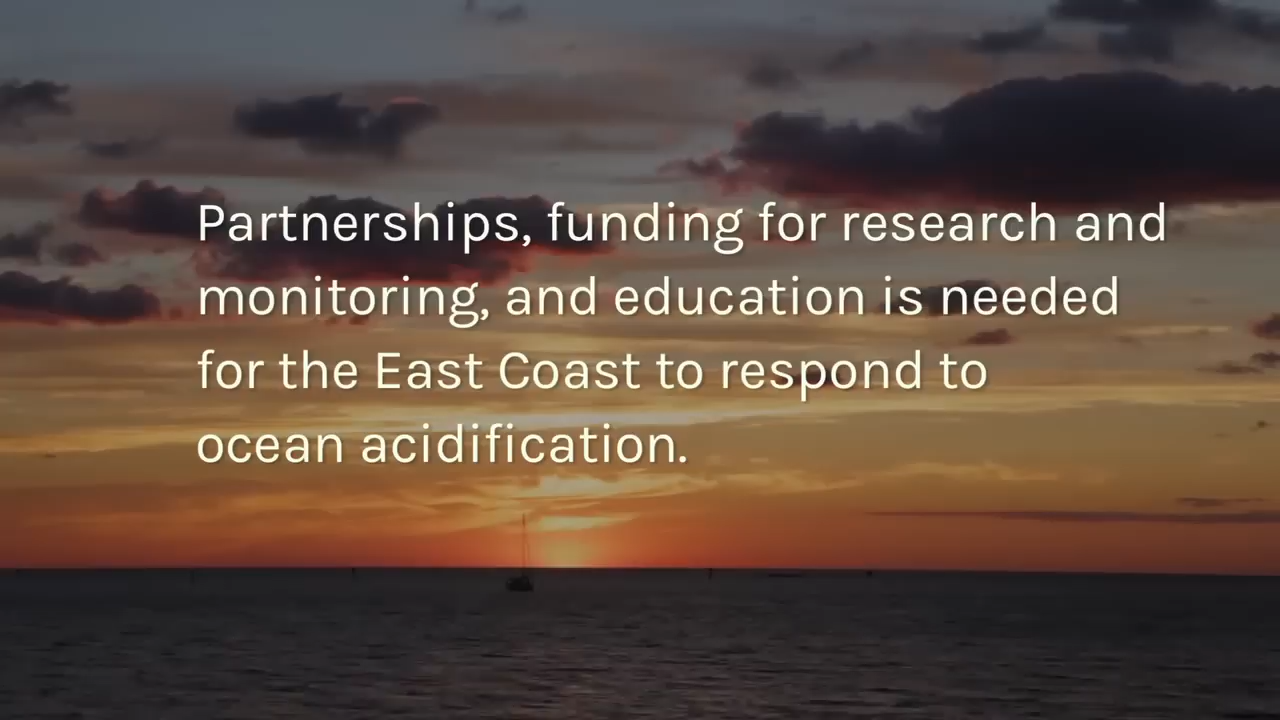 Partnerships, funding for research and
monitoring, and education is needed
for the East Coast to respond to
ocean acidification.